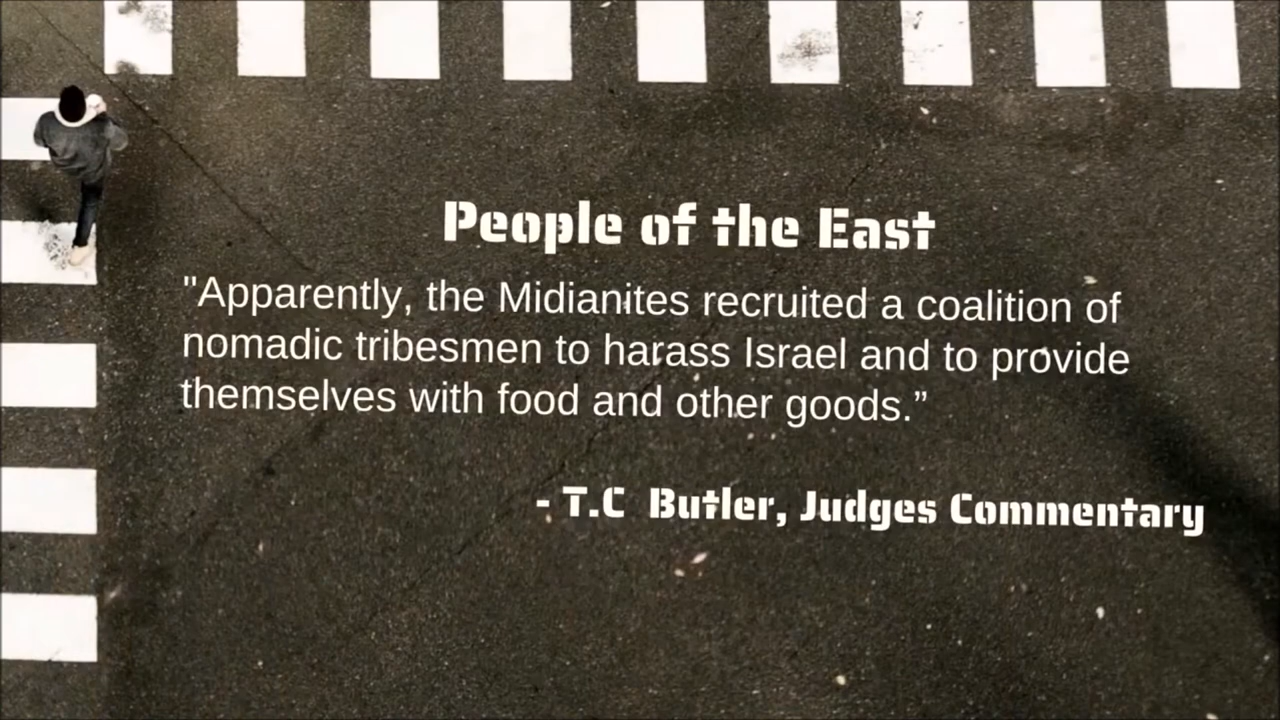 People of the East
"Apparently, the Midianites recruited a coalition of
nomadic tribesmen to harass Israel and to provide
themselves with food and other goods.”
- T.C Butler, Judges Commentary